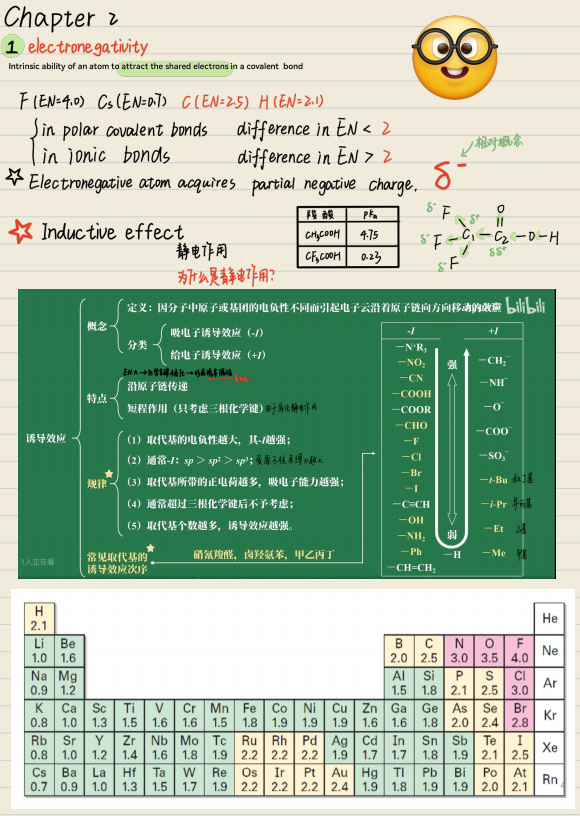 Chapter 2
1 electronegativity
Intrinsic ability of an atom to attract the shared electrons in a covalent bond
F (EN=4.0) Cs (EN=0.7) C (EN=2.5) H (EN=2.1)
in polar covalent bonds difference in EN < 2
in ionic bonds difference in EN > 2
相对概念
Electronegative atom acquires partial negative charge. δ⁻
Inductive effect
静电作用
为什么是静电作用?
羧酸 pKa
CH₃COOH 4.75
CF₃COOH 0.23
δ⁻ F δ⁺ O
δ⁻ F C₁ C₂ O H
δ⁻ F δδ⁺
诱导效应
概念
定义：因分子中原子或基团的电负性不同而引起电子云沿着原子链向方向移动的效应
bilibili
分类
吸电子诱导效应（-I）
给电子诱导效应（+I）
特点
沿原子链传递
短程作用（只考虑三根化学键）
规律
（1）取代基的电负性越大，其-I越强；
（2）通常-I：sp > sp² > sp³；
（3）取代基所带的正电荷越多，吸电子能力越强；
（4）通常超过三根化学键后不予考虑；
（5）取代基个数越多，诱导效应越强。
常见取代基的
诱导效应次序
硝氰羧醛，卤羟氨苯，甲乙丙丁
1人正在看
-I +I
—N⁺R₃
—NO₂
—CN
—COOH
—COOR
—CHO
—F
—Cl
—Br
—I
—C≡CH
—OH
—NH₂
—Ph
—CH=CH₂
强
弱
—H
—CH₂⁻
—NH⁻
—O⁻
—COO⁻
—SO₃⁻
—t-Bu 叔丁基
—i-Pr 异丙基
—Et 乙基
—Me 甲基
H 2.1 He
Li 1.0 Be 1.6 B 2.0 C 2.5 N 3.0 O 3.5 F 4.0 Ne
Na 0.9 Mg 1.2 Al 1.5 Si 1.8 P 2.1 S 2.5 Cl 3.0 Ar
K 0.8 Ca 1.0 Sc 1.3 Ti 1.5 V 1.6 Cr 1.6 Mn 1.5 Fe 1.8 Co 1.9 Ni 1.9 Cu 1.9 Zn 1.6 Ga 1.6 Ge 1.8 As 2.0 Se 2.4 Br 2.8 Kr
Rb 0.8 Sr 1.0 Y 1.2 Zr 1.4 Nb 1.6 Mo 1.8 Tc 1.9 Ru 2.2 Rh 2.2 Pd 2.2 Ag 1.9 Cd 1.7 In 1.7 Sn 1.8 Sb 1.9 Te 2.1 I 2.5 Xe
Cs 0.7 Ba 0.9 La 1.0 Hf 1.3 Ta 1.5 W 1.7 Re 1.9 Os 2.2 Ir 2.2 Pt 2.2 Au 2.4 Hg 1.9 Tl 1.8 Pb 1.9 Bi 1.9 Po 2.0 At 2.1 Rn